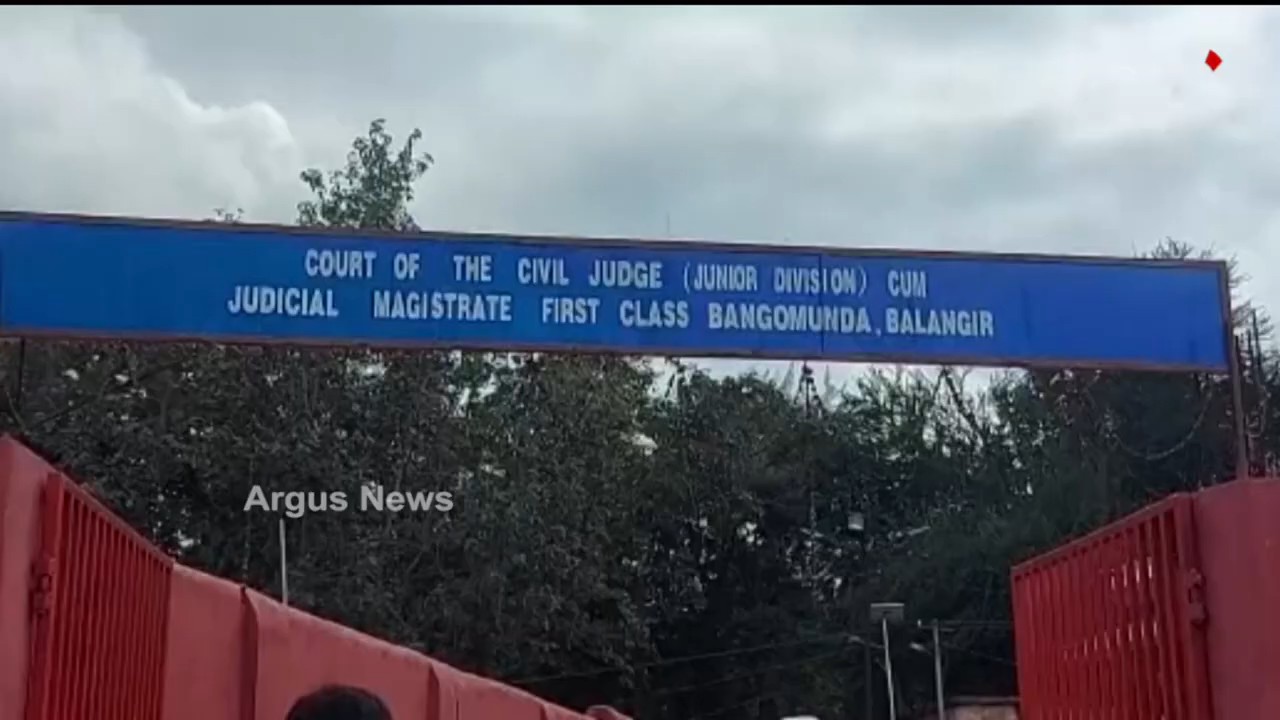 COURT OF THE CIVIL JUDGE (JUNIOR DIVISION) CUM
JUDICIAL MAGISTRATE FIRST CLASS BANGOMUNDA, BALANGIR
Argus News